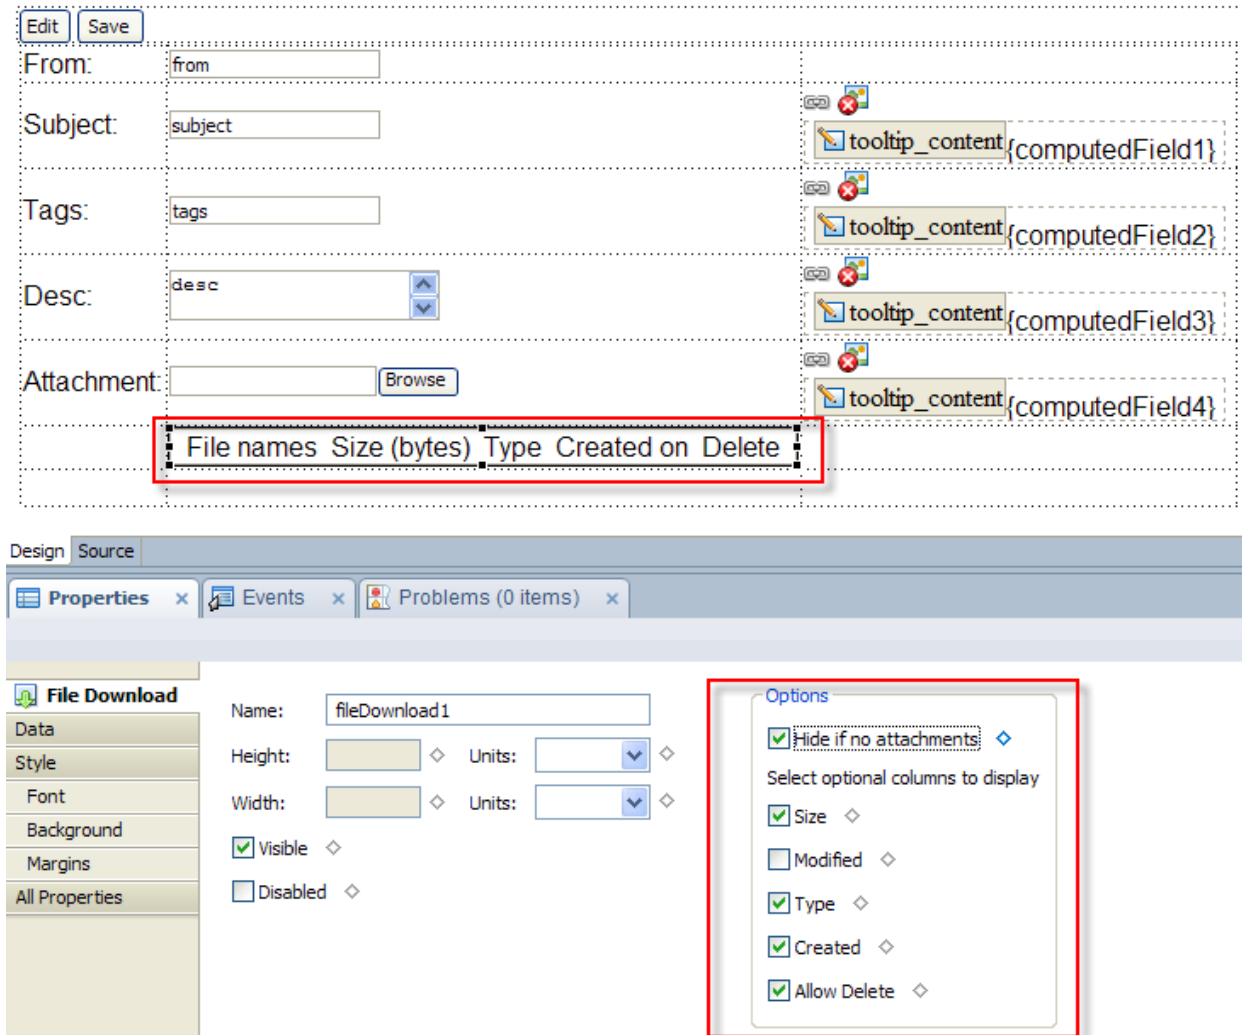 Edit Save
From: from
Subject: subject
tooltip_content {computedField1}
Tags: tags
tooltip_content {computedField2}
Desc: desc
tooltip_content {computedField3}
Attachment: Browse
tooltip_content {computedField4}
File names Size (bytes) Type Created on Delete
Design Source
Properties Events Problems (0 items)
File Download
Data
Style
Font
Background
Margins
All Properties
Name: fileDownload1
Height: Units:
Width: Units:
Visible
Disabled
Options
Hide if no attachments
Select optional columns to display
Size
Modified
Type
Created
Allow Delete